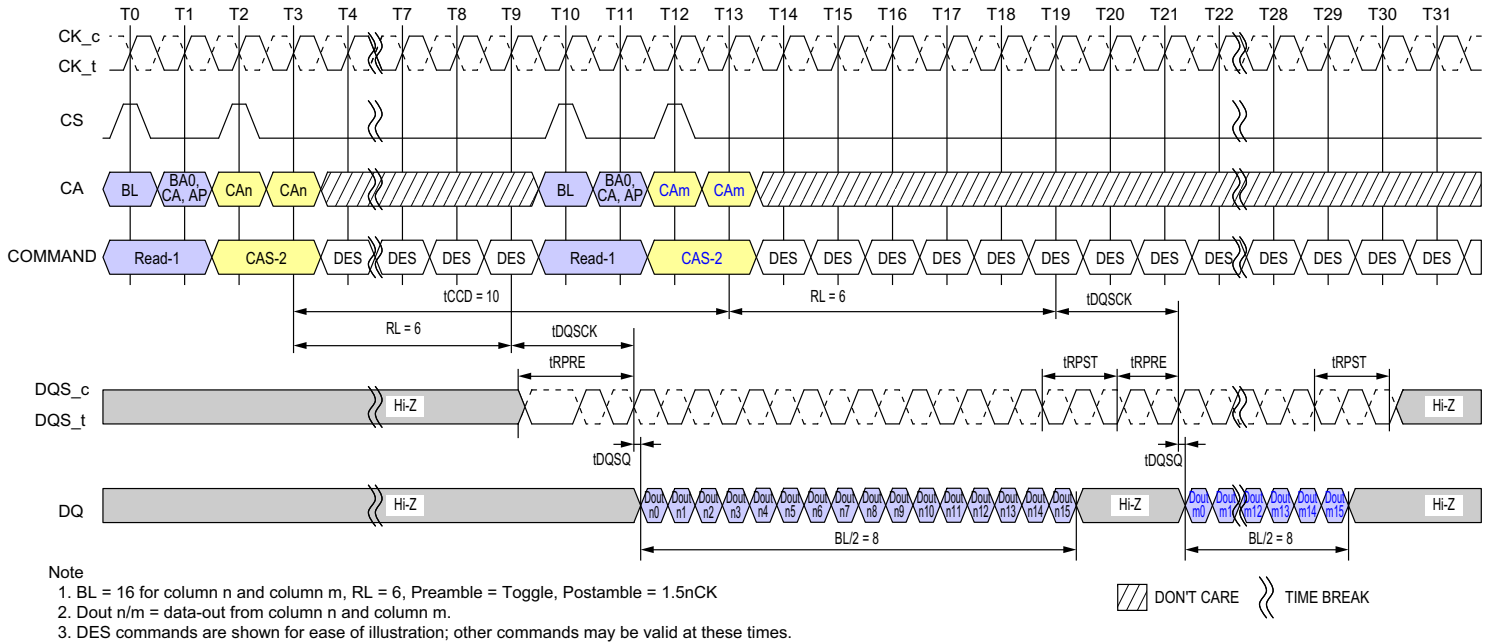 T0 T1 T2 T3 T4 T7 T8 T9 T10 T11 T12 T13 T14 T15 T16 T17 T18 T19 T20 T21 T22 T28 T29 T30 T31
CK_c
CK_t
CS
CA BL BA0, CA, AP CAn CAn BL BA0, CA, AP CAm CAm
COMMAND Read-1 CAS-2 DES DES DES DES Read-1 CAS-2 DES DES DES DES DES DES DES DES DES DES DES DES DES
tCCD = 10 RL = 6 tDQSCK
RL = 6 tDQSCK
tRPRE tRPST tRPRE tRPST
DQS_c
DQS_t Hi-Z Hi-Z
tDQSQ tDQSQ
DQ Hi-Z Dout n0 Dout n1 Dout n2 Dout n3 Dout n4 Dout n5 Dout n6 Dout n7 Dout n8 Dout n9 Dout n10 Dout n11 Dout n12 Dout n13 Dout n14 Dout n15 Hi-Z Dout m0 Dout m1 Dout m12 Dout m13 Dout m14 Dout m15 Hi-Z
BL/2 = 8 BL/2 = 8
Note
1. BL = 16 for column n and column m, RL = 6, Preamble = Toggle, Postamble = 1.5nCK
2. Dout n/m = data-out from column n and column m.
3. DES commands are shown for ease of illustration; other commands may be valid at these times.
DON'T CARE TIME BREAK